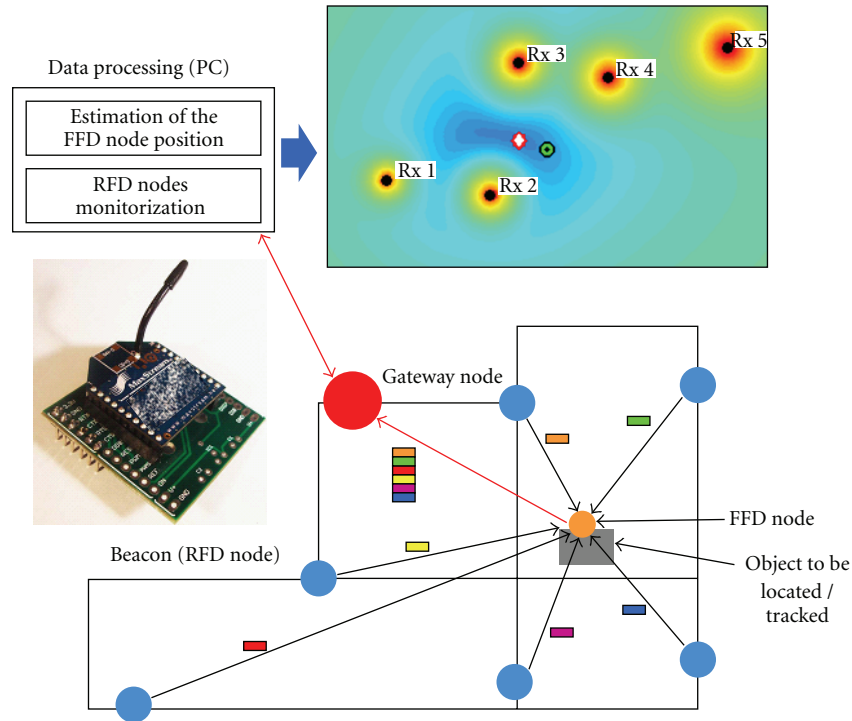 Data processing (PC)
Estimation of the
FFD node position
RFD nodes
monitorization
Rx 1
Rx 2
Rx 3
Rx 4
Rx 5
MaxStream
Gateway node
Beacon (RFD node)
FFD node
Object to be
located /
tracked